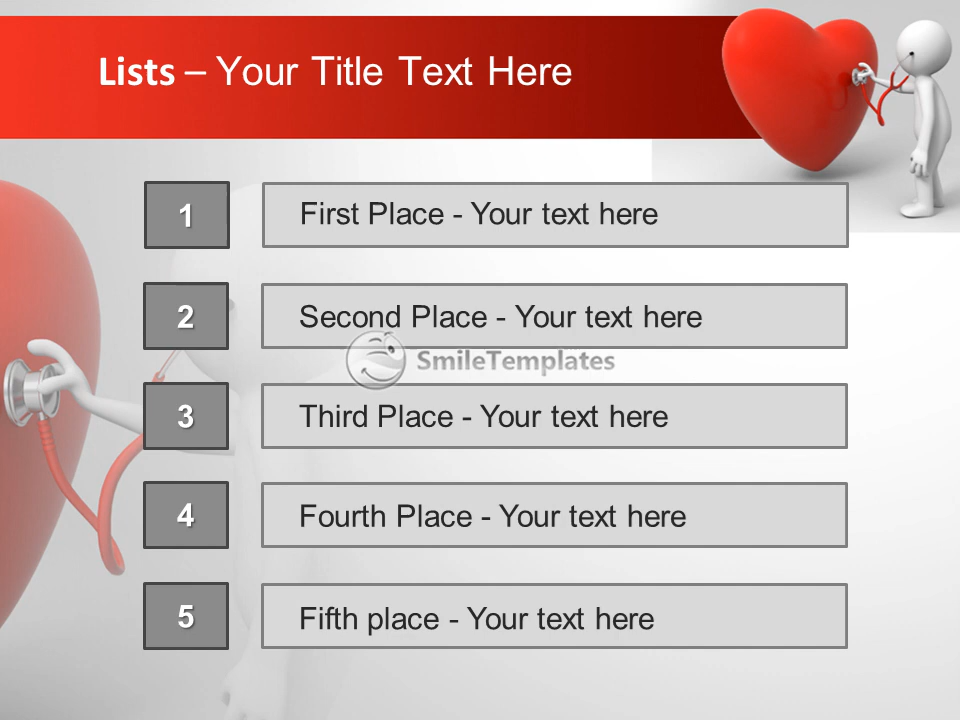 Lists – Your Title Text Here
1
First Place - Your text here
2
Second Place - Your text here
SmileTemplates
3
Third Place - Your text here
4
Fourth Place - Your text here
5
Fifth place - Your text here